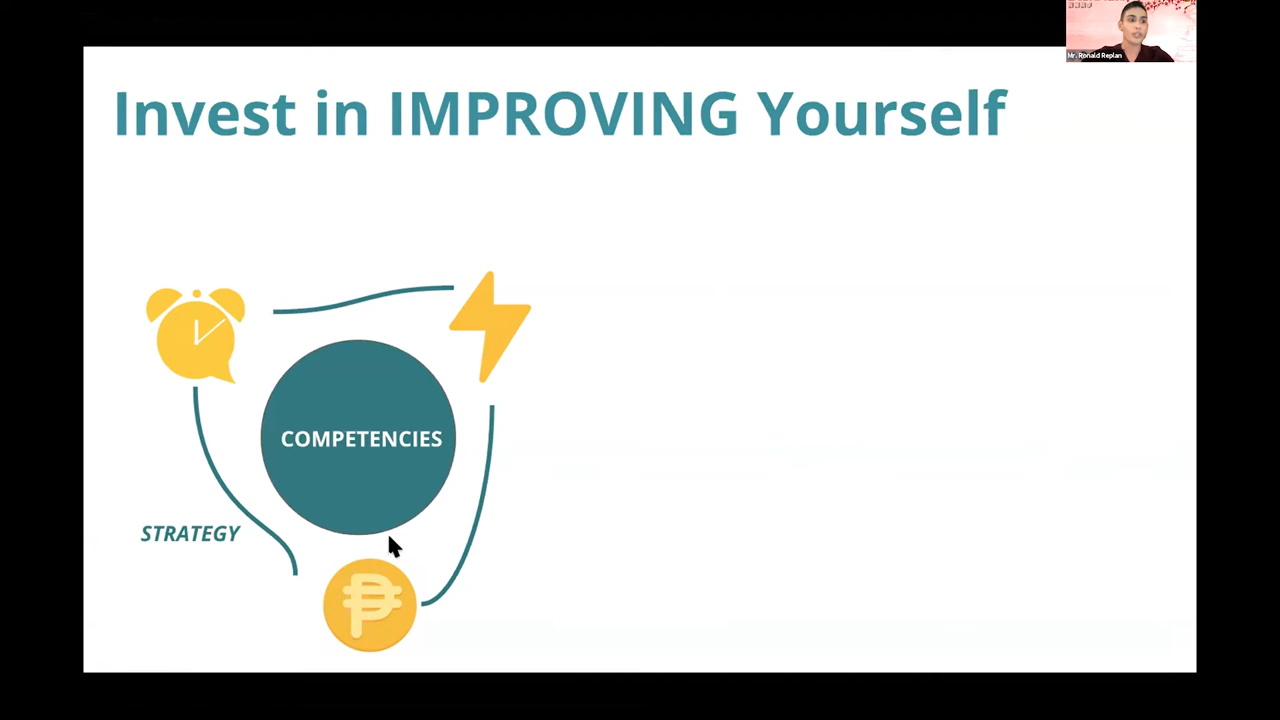 Invest in IMPROVING Yourself
Mr. Ronald Replan
COMPETENCIES
STRATEGY